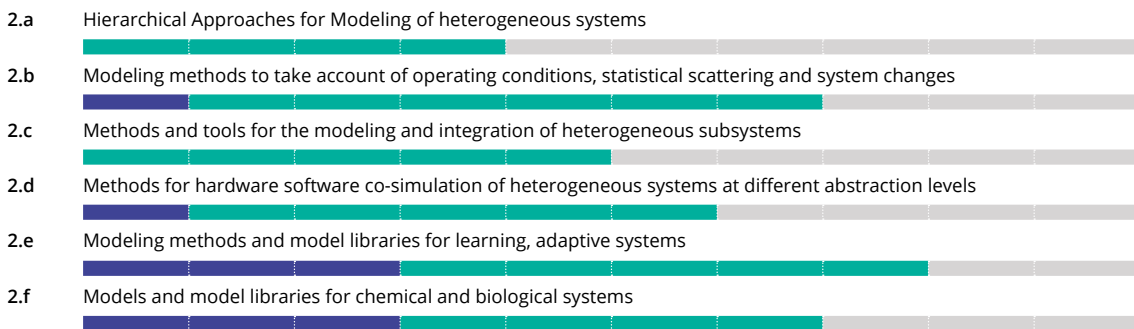 2.a Hierarchical Approaches for Modeling of heterogeneous systems
2.b Modeling methods to take account of operating conditions, statistical scattering and system changes
2.c Methods and tools for the modeling and integration of heterogeneous subsystems
2.d Methods for hardware software co-simulation of heterogeneous systems at different abstraction levels
2.e Modeling methods and model libraries for learning, adaptive systems
2.f Models and model libraries for chemical and biological systems